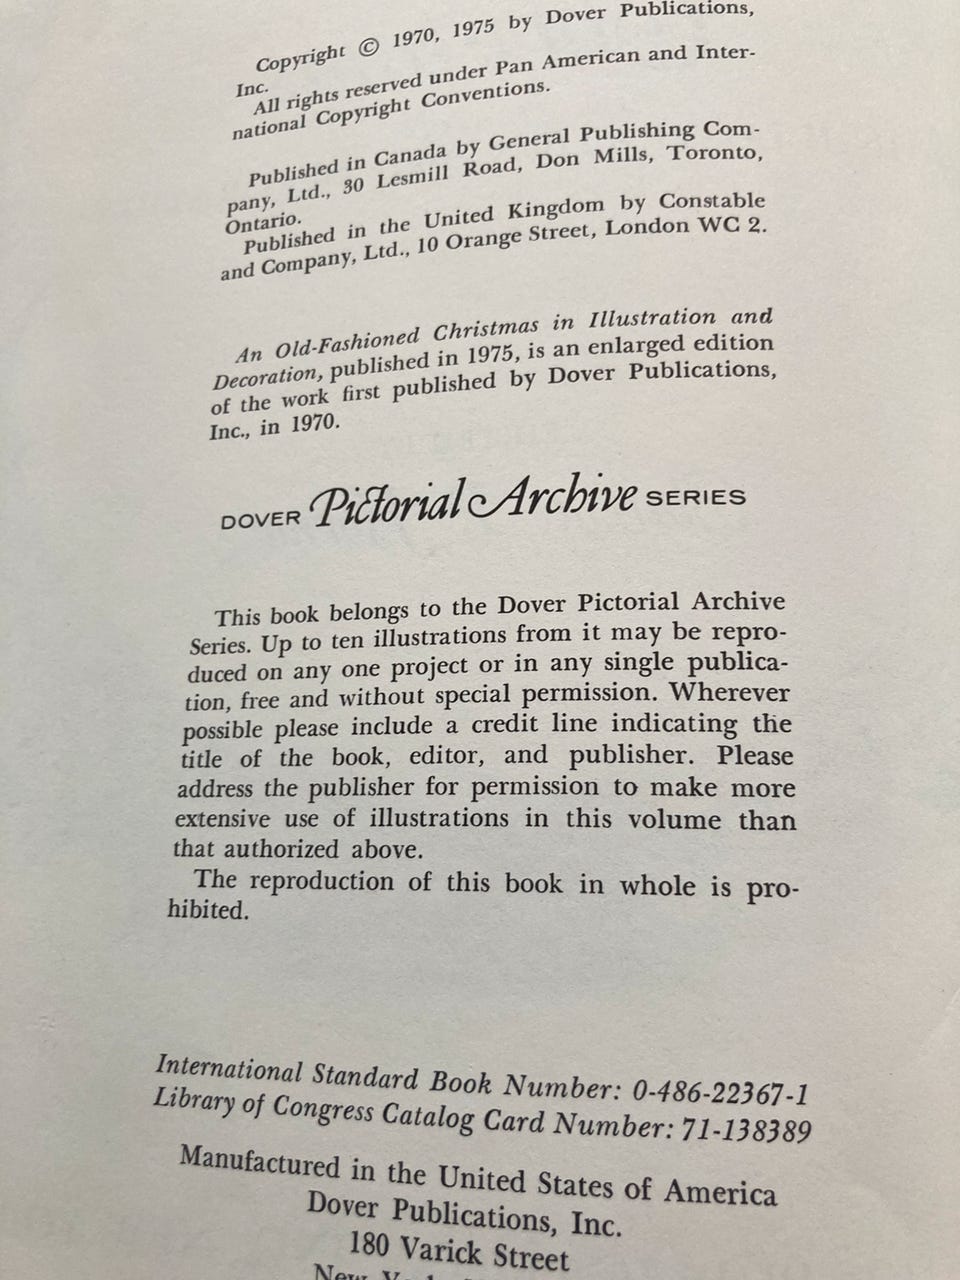 Copyright © 1970, 1975 by Dover Publications,
Inc.
All rights reserved under Pan American and Inter-
national Copyright Conventions.
Published in Canada by General Publishing Com-
pany, Ltd., 30 Lesmill Road, Don Mills, Toronto,
Ontario.
Published in the United Kingdom by Constable
and Company, Ltd., 10 Orange Street, London WC 2.
An Old-Fashioned Christmas in Illustration and
Decoration, published in 1975, is an enlarged edition
of the work first published by Dover Publications,
Inc., in 1970.
DOVER Pictorial Archive SERIES
This book belongs to the Dover Pictorial Archive
Series. Up to ten illustrations from it may be repro-
duced on any one project or in any single publica-
tion, free and without special permission. Wherever
possible please include a credit line indicating the
title of the book, editor, and publisher. Please
address the publisher for permission to make more
extensive use of illustrations in this volume than
that authorized above.
The reproduction of this book in whole is pro-
hibited.
International Standard Book Number: 0-486-22367-1
Library of Congress Catalog Card Number: 71-138389
Manufactured in the United States of America
Dover Publications, Inc.
180 Varick Street
New York